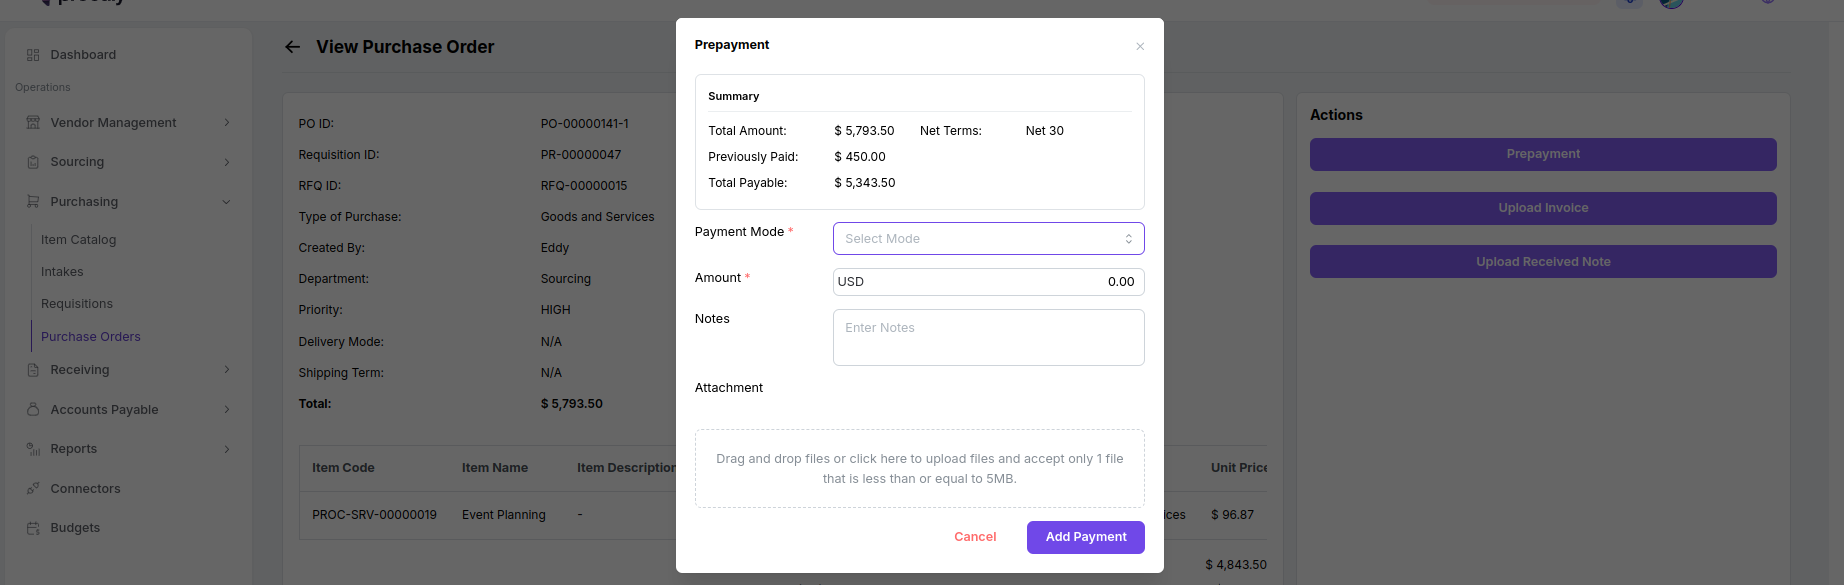 Dashboard
Operations
Vendor Management
Sourcing
Purchasing
Item Catalog
Intakes
Requisitions
Purchase Orders
Receiving
Accounts Payable
Reports
Connectors
Budgets
View Purchase Order
PO ID: PO-00000141-1
Requisition ID: PR-00000047
RFQ ID: RFQ-00000015
Type of Purchase: Goods and Services
Created By: Eddy
Department: Sourcing
Priority: HIGH
Delivery Mode: N/A
Shipping Term: N/A
Total: $ 5,793.50
Item Code Item Name Item Description Unit Price
PROC-SRV-00000019 Event Planning - ices $ 96.87
$ 4,843.50
Prepayment
Summary
Total Amount: $ 5,793.50 Net Terms: Net 30
Previously Paid: $ 450.00
Total Payable: $ 5,343.50
Payment Mode *
Select Mode
Amount *
USD 0.00
Notes
Enter Notes
Attachment
Drag and drop files or click here to upload files and accept only 1 file
that is less than or equal to 5MB.
Cancel
Add Payment
Actions
Prepayment
Upload Invoice
Upload Received Note